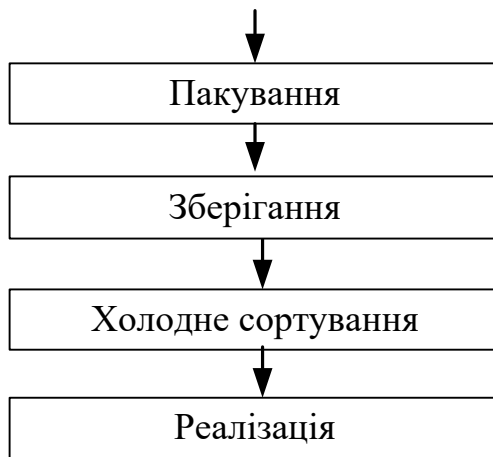 Пакування
Зберігання
Холодне сортування
Реалізація